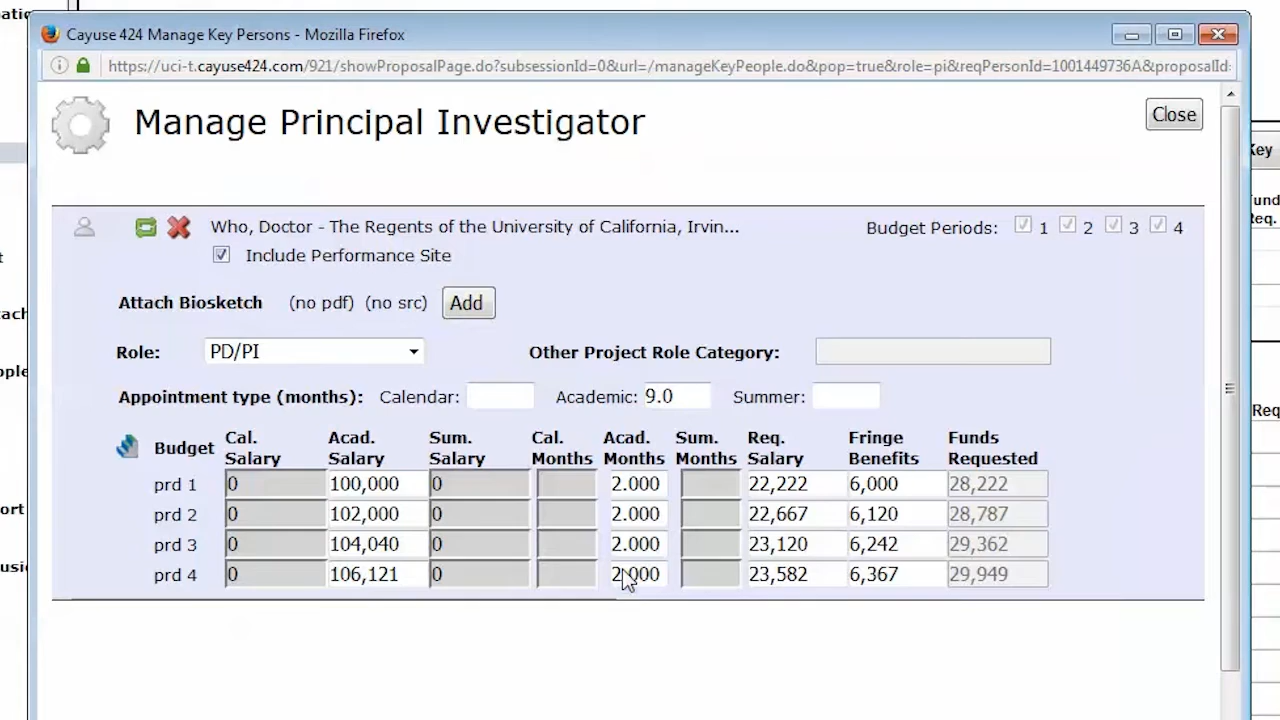 Cayuse 424 Manage Key Persons - Mozilla Firefox
https://uci-t.cayuse424.com/921/showProposalPage.do?subsessionId=0&url=/manageKeyPeople.do&pop=true&role=pi&reqPersonId=1001449736A&proposalId=
Manage Principal Investigator
Close
Key
Who, Doctor - The Regents of the University of California, Irvin...
Budget Periods: 1 2 3 4
Include Performance Site
Attach Biosketch (no pdf) (no src) Add
Role: PD/PI Other Project Role Category:
Appointment type (months): Calendar: Academic: 9.0 Summer:
Budget Cal. Salary Acad. Salary Sum. Salary Cal. Months Acad. Months Sum. Months Req. Salary Fringe Benefits Funds Requested
prd 1 0 100,000 0 2.000 22,222 6,000 28,222
prd 2 0 102,000 0 2.000 22,667 6,120 28,787
prd 3 0 104,040 0 2.000 23,120 6,242 29,362
prd 4 0 106,121 0 2.000 23,582 6,367 29,949